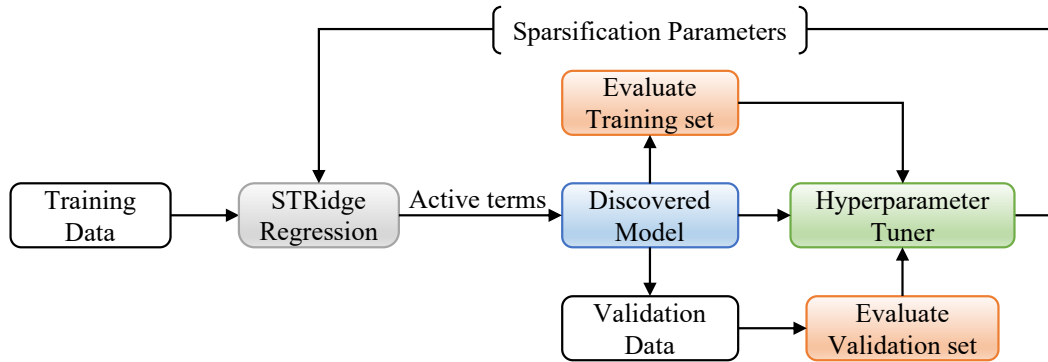 Sparsification Parameters
Evaluate
Training set
Training
Data
STRidge
Regression
Active terms
Discovered
Model
Hyperparameter
Tuner
Validation
Data
Evaluate
Validation set